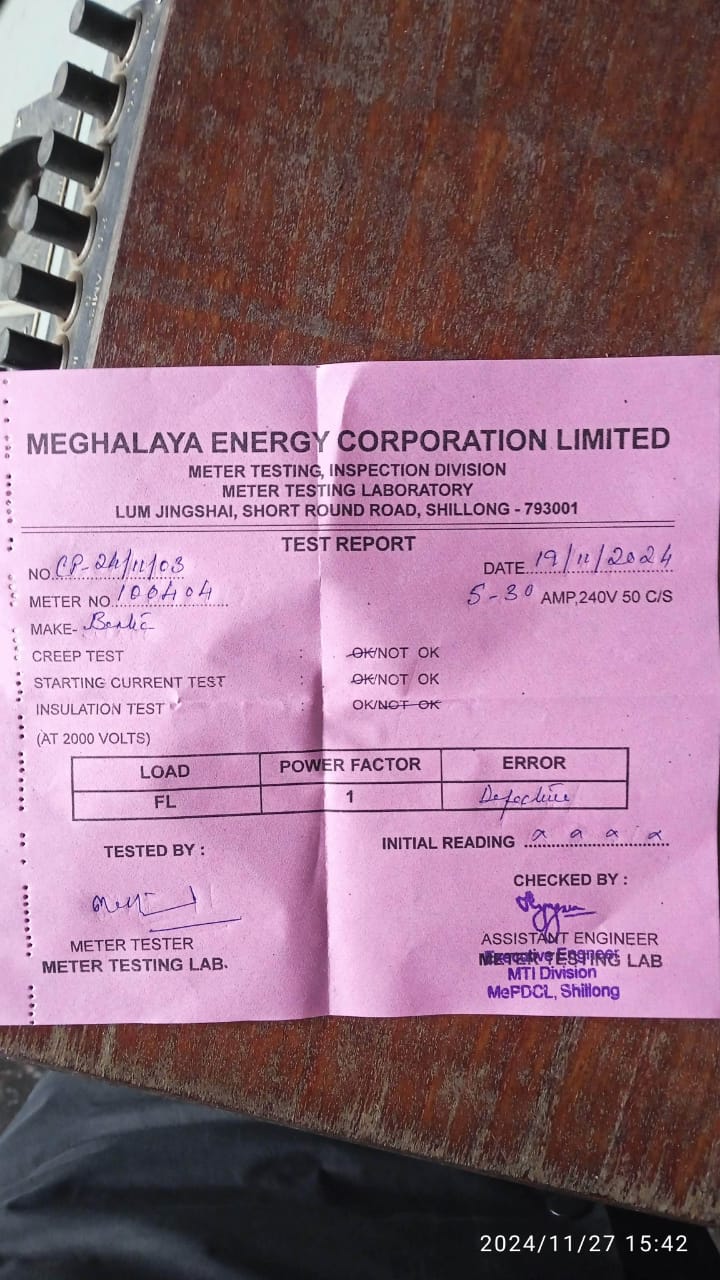 MEGHALAYA ENERGY CORPORATION LIMITED
METER TESTING, INSPECTION DIVISION
METER TESTING LABORATORY
LUM JINGSHAI, SHORT ROUND ROAD, SHILLONG - 793001
TEST REPORT
NO. CP-24/11/03 DATE 19/11/2024
METER NO. 100404 5-30 AMP,240V 50 C/S
MAKE-
CREEP TEST : OK/NOT OK
STARTING CURRENT TEST : OK/NOT OK
INSULATION TEST : OK/NOT OK
(AT 2000 VOLTS)
LOAD POWER FACTOR ERROR
FL 1 Defective
TESTED BY : INITIAL READING
CHECKED BY :
METER TESTER ASSISTANT ENGINEER
METER TESTING LAB. METER TESTING LAB
Executive Engineer
MTI Division
MePDCL, Shillong
2024/11/27 15:42